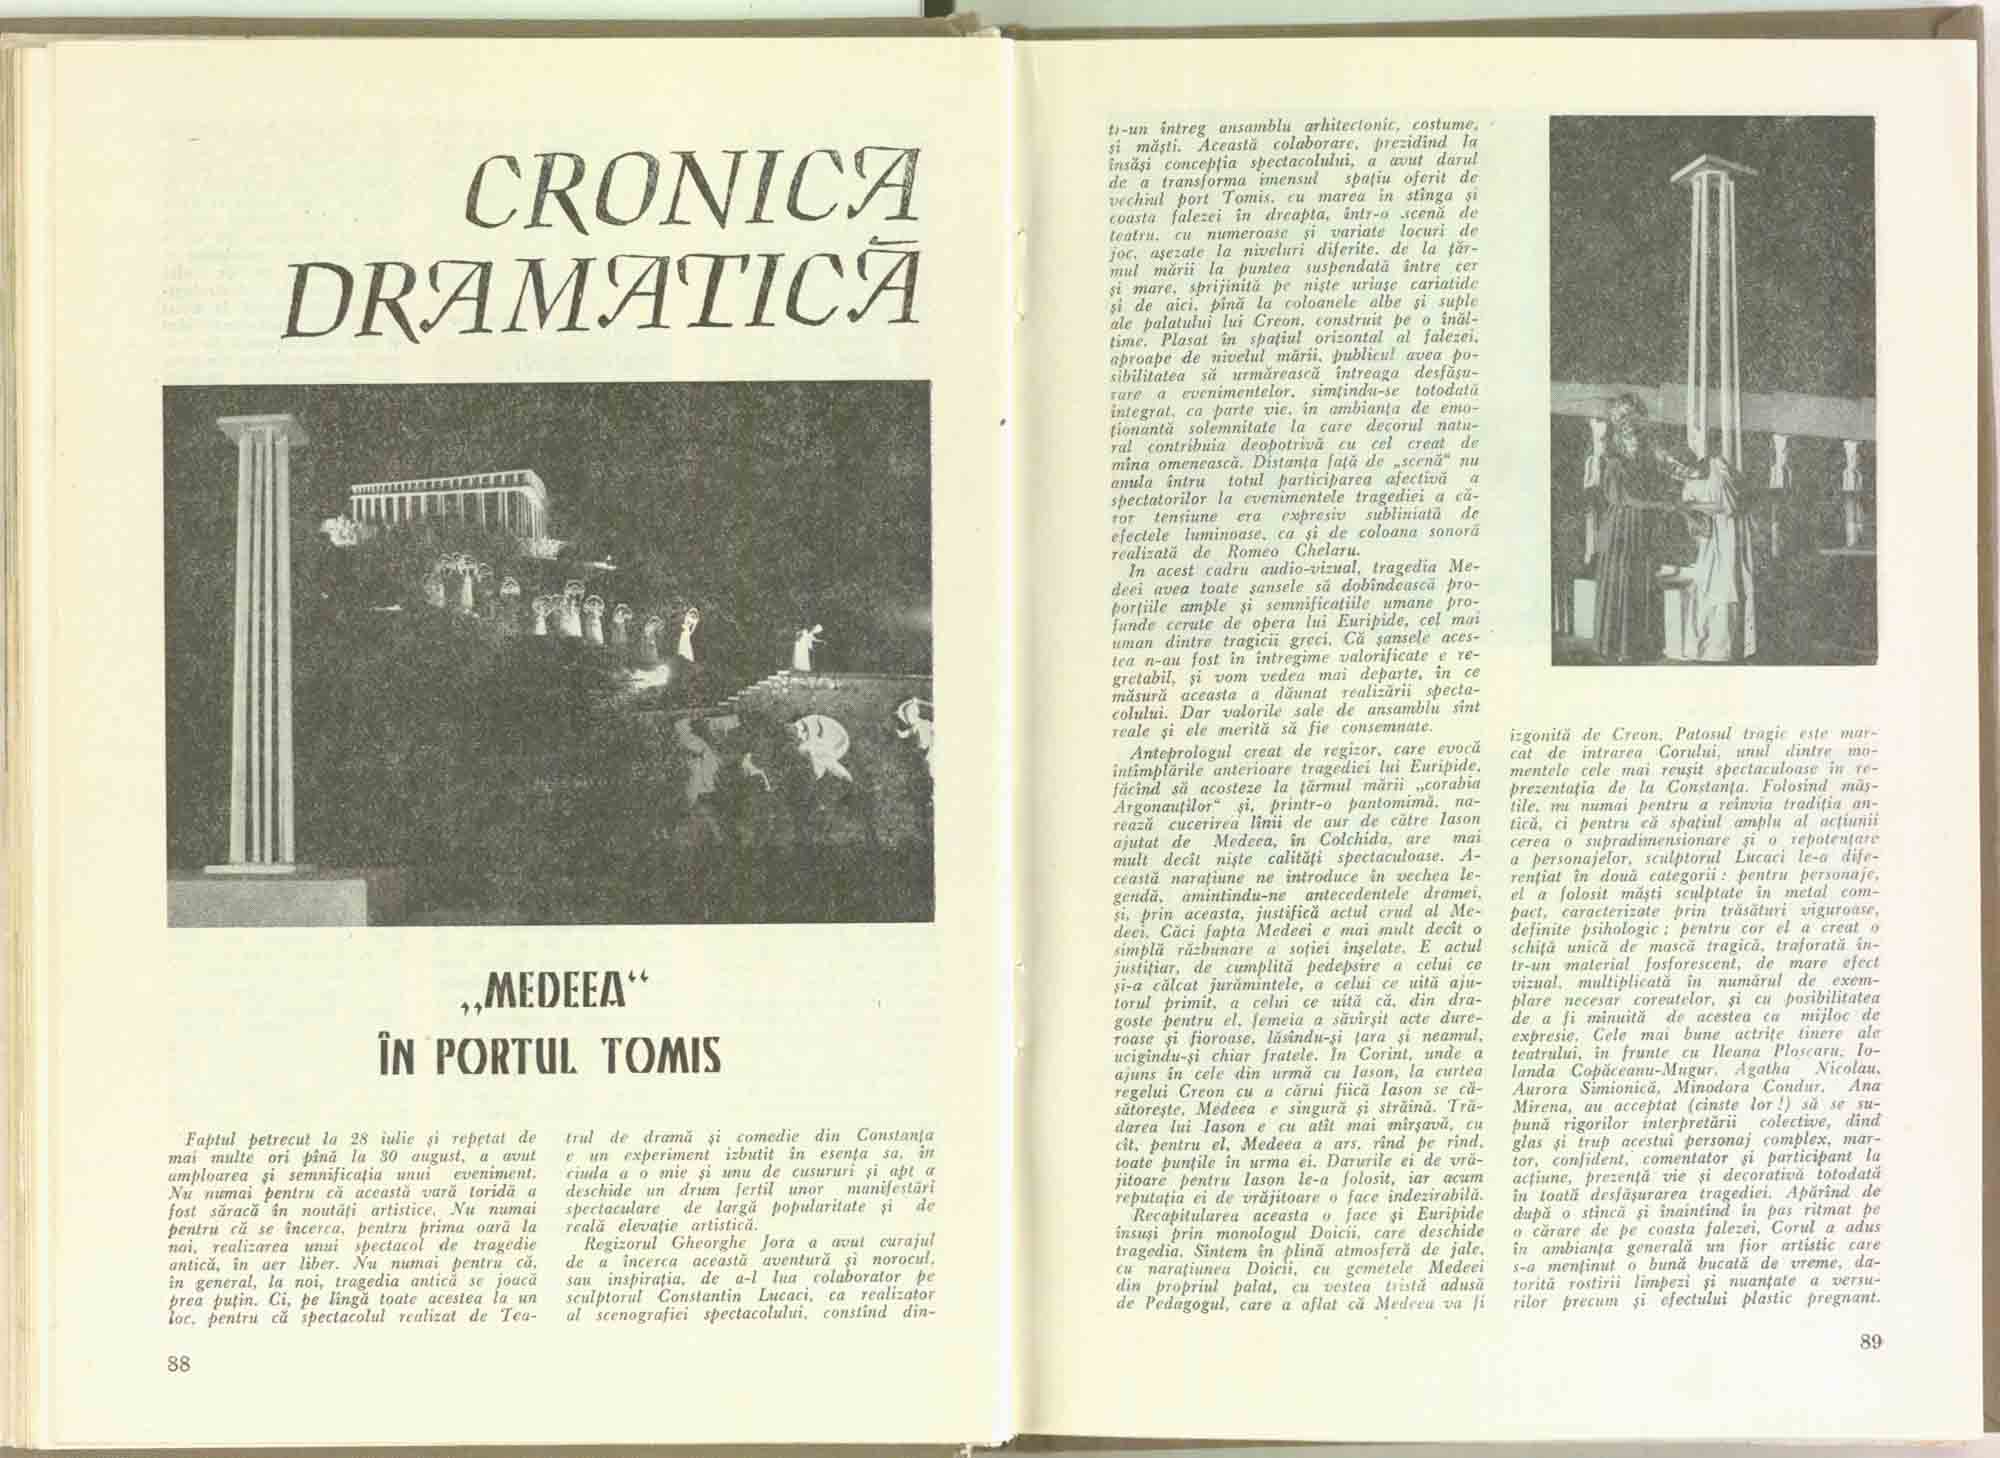 CRONICA
DRAMATICĂ
„MEDEEA“
ÎN PORTUL TOMIS
Faptul petrecut la 28 iulie și repetat de
mai multe ori pînă la 30 august, a avut
amploarea și semnificația unui eveniment.
Nu numai pentru că această vară toridă a
fost săracă în noutăți artistice. Nu numai
pentru că se încerca, pentru prima oară la
noi, realizarea unui spectacol de tragedie
antică, în aer liber. Nu numai pentru că,
în general, la noi, tragedia antică se joacă
prea puțin. Ci, pe lîngă toate acestea la un
loc, pentru că spectacolul realizat de Tea-
trul de dramă și comedie din Constanța
e un experiment izbutit în esența sa, în
ciuda a o mie și unu de cusururi și apt a
deschide un drum fertil unor manifestări
spectaculare de largă popularitate și de
reală elevație artistică.
Regizorul Gheorghe Jora a avut curajul
de a încerca această aventură și norocul,
sau inspirația, de a-l lua colaborator pe
sculptorul Constantin Lucaci, ca realizator
al scenografiei spectacolului, constînd din-
88
tr-un întreg ansamblu arhitectonic, costume,
și măști. Această colaborare, prezidînd la
însăși concepția spectacolului, a avut darul
de a transforma imensul spațiu oferit de
vechiul port Tomis, cu marea în stînga și
coasta falezei în dreapta, într-o scenă de
teatru, cu numeroase și variate locuri de
joc, așezate la niveluri diferite, de la țăr-
mul mării la puntea suspendată între cer
și mare, sprijinită pe niște uriașe cariatide
și de aici, pînă la coloanele albe și suple
ale palatului lui Creon, construit pe o înăl-
țime. Plasat în spațiul orizontal al falezei,
aproape de nivelul mării, publicul avea po-
sibilitatea să urmărească întreaga desfășu-
rare a evenimentelor, simțindu-se totodată
integrat, ca parte vie, în ambianța de emo-
ționantă solemnitate la care decorul natu-
ral contribuia deopotrivă cu cel creat de
mîna omenească. Distanța față de „scenă“ nu
anula întru totul participarea afectivă a
spectatorilor la evenimentele tragediei a că-
ror tensiune era expresiv subliniată de
efectele luminoase, ca și de coloana sonoră
realizată de Romeo Chelaru.
In acest cadru audio-vizual, tragedia Me-
deei avea toate șansele să dobîndească pro-
porțiile ample și semnificațiile umane pro-
funde cerute de opera lui Euripide, cel mai
uman dintre tragicii greci. Că șansele aces-
tea n-au fost în întregime valorificate e re-
gretabil, și vom vedea mai departe, în ce
măsură aceasta a dăunat realizării specta-
colului. Dar valorile sale de ansamblu sînt
reale și ele merită să fie consemnate.
Anteprologul creat de regizor, care evocă
întîmplările anterioare tragediei lui Euripide,
făcînd să acosteze la țărmul mării „corabia
Argonauților“ și, printr-o pantomimă, na-
rează cucerirea lînii de aur de către Iason
ajutat de Medeea, în Colchida, are mai
mult decît niște calități spectaculoase. A-
ceastă narațiune ne introduce în vechea le-
gendă, amintindu-ne antecedentele dramei,
și, prin aceasta, justifică actul crud al Me-
deei. Căci fapta Medeei e mai mult decît o
simplă răzbunare a soției înșelate. E actul
justițiar, de cumplită pedepsire a celui ce
și-a călcat jurămintele, a celui ce uită aju-
torul primit, a celui ce uită că, din dra-
goste pentru el, femeia a săvîrșit acte dure-
roase și fioroase, lăsîndu-și țara și neamul,
ucigîndu-și chiar fratele. In Corint, unde a
ajuns în cele din urmă cu Iason, la curtea
regelui Creon cu a cărui fiică Iason se că-
sătorește, Medeea e singură și străină. Tră-
darea lui Iason e cu atît mai mîrșavă, cu
cît, pentru el, Medeea a ars, rînd pe rînd,
toate punțile în urma ei. Darurile ei de vră-
jitoare pentru Iason le-a folosit, iar acum
reputația ei de vrăjitoare o face indezirabilă.
Recapitularea aceasta o face și Euripide
însuși prin monologul Doicii, care deschide
tragedia. Sîntem în plină atmosferă de jale,
cu narațiunea Doicii, cu gemetele Medeei
din propriul palat, cu vestea tristă adusă
de Pedagogul, care a aflat că Medeea va fi
izgonită de Creon. Patosul tragic este mar-
cat de intrarea Corului, unul dintre mo-
mentele cele mai reușit spectaculoase în re-
prezentația de la Constanța. Folosind măș-
tile, nu numai pentru a reînvia tradiția an-
tică, ci pentru că spațiul amplu al acțiunii
cerea o supradimensionare și o repotențare
a personajelor, sculptorul Lucaci le-a dife-
rențiat în două categorii : pentru personaje,
el a folosit măști sculptate în metal com-
pact, caracterizate prin trăsături viguroase,
definite psihologic ; pentru cor el a creat o
schiță unică de mască tragică, traforată în-
tr-un material fosforescent, de mare efect
vizual, multiplicată în numărul de exem-
plare necesar coreutelor, și cu posibilitatea
de a fi mînuită de acestea ca mijloc de
expresie. Cele mai bune actrițe tinere ale
teatrului, în frunte cu Ileana Ploscaru, Io-
landa Copăceanu-Mugur, Agatha Nicolau,
Aurora Simionică, Minodora Condur, Ana
Mirena, au acceptat (cinste lor !) să se su-
pună rigorilor interpretării colective, dînd
glas și trup acestui personaj complex, mar-
tor, confident, comentator și participant la
acțiune, prezență vie și decorativă totodată
în toată desfășurarea tragediei. Apărînd de
după o stîncă și înaintînd în pas ritmat pe
o cărare de pe coasta falezei, Corul a adus
în ambianța generală un fior artistic care
s-a menținut o bună bucată de vreme, da-
torită rostirii limpezi și nuanțate a versu-
rilor precum și efectului plastic pregnant.
89